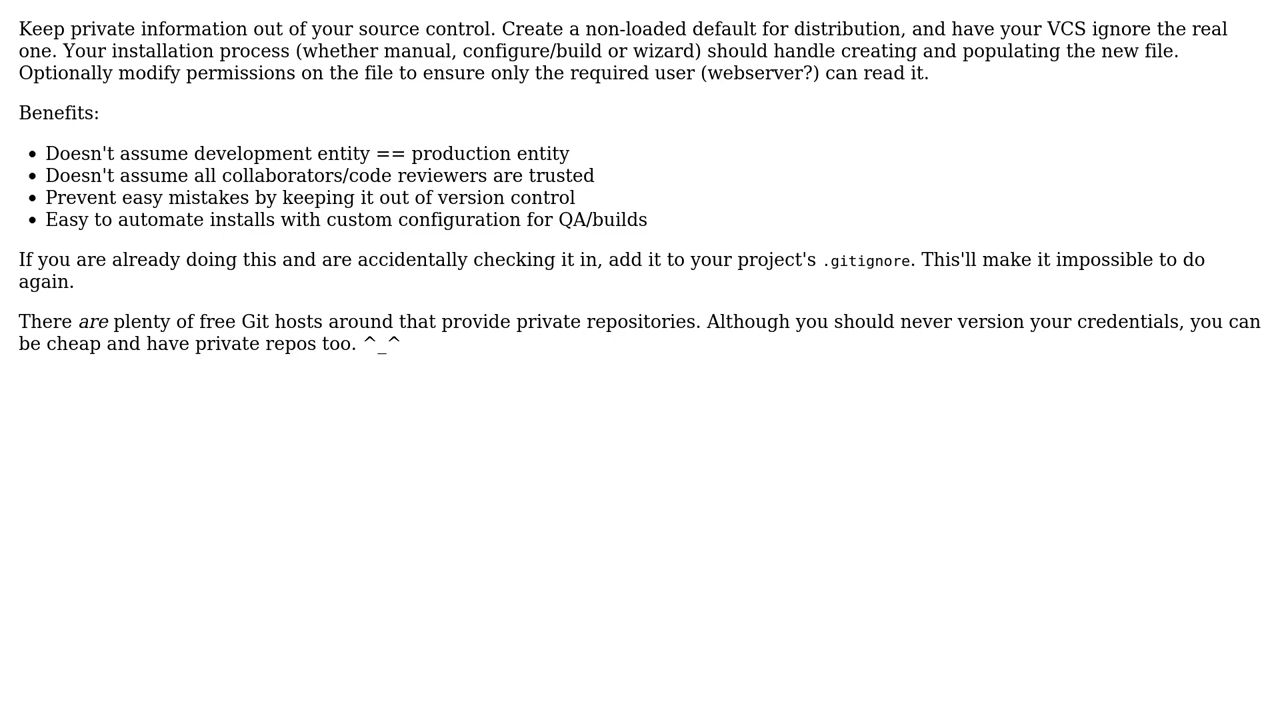 Keep private information out of your source control. Create a non-loaded default for distribution, and have your VCS ignore the real
one. Your installation process (whether manual, configure/build or wizard) should handle creating and populating the new file.
Optionally modify permissions on the file to ensure only the required user (webserver?) can read it.
Benefits:
• Doesn't assume development entity == production entity
• Doesn't assume all collaborators/code reviewers are trusted
• Prevent easy mistakes by keeping it out of version control
• Easy to automate installs with custom configuration for QA/builds
If you are already doing this and are accidentally checking it in, add it to your project's .gitignore. This'll make it impossible to do
again.
There are plenty of free Git hosts around that provide private repositories. Although you should never version your credentials, you can
be cheap and have private repos too. ^_^